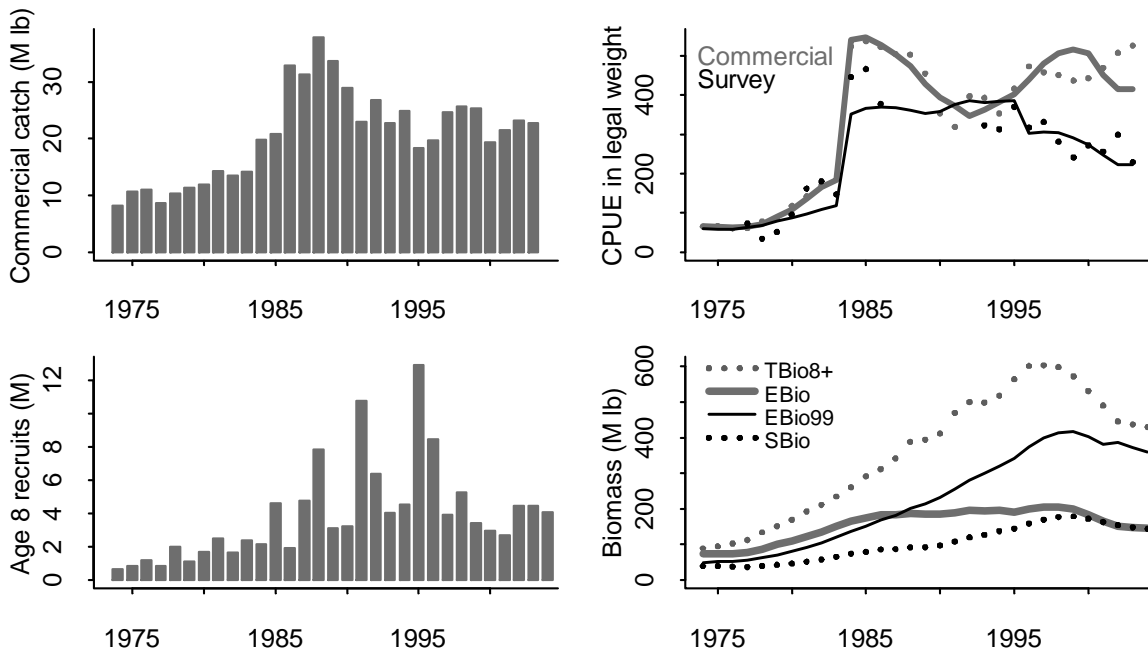 Commercial catch (M lb)
0 10 20 30
1975 1985 1995
CPUE in legal weight
0 200 400
Commercial
Survey
1975 1985 1995
Age 8 recruits (M)
0 2 4 6 8 12
1975 1985 1995
Biomass (M lb)
0 200 400 600
TBio8+
EBio
EBio99
SBio
1975 1985 1995